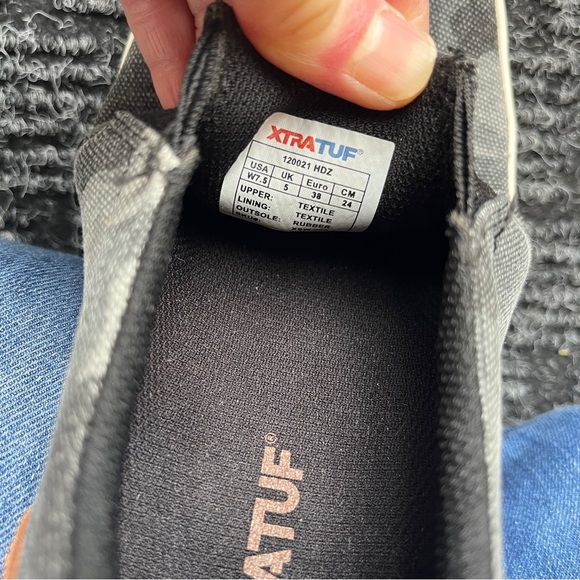 XTRATUF®
120021 HDZ
USA UK Euro CM
W7.5 5 38 24
UPPER: TEXTILE
LINING: TEXTILE
OUTSOLE: RUBBER
SKU#:
ATUF®